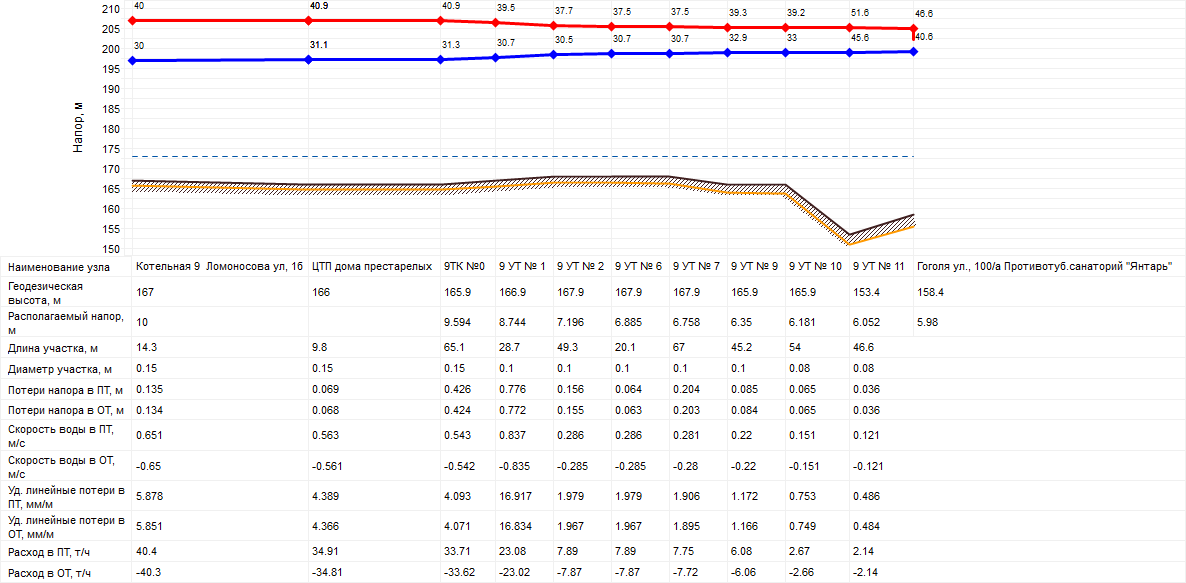 210
205
200
195
190
185
180
175
170
165
160
155
150
Напор, м
40 40.9 40.9 39.5 37.7 37.5 37.5 39.3 39.2 51.6 46.6
30 31.1 31.3 30.7 30.5 30.7 30.7 32.9 33 45.6 40.6
Наименование узла Котельная 9 Ломоносова ул, 1б ЦТП дома престарелых 9ТК №0 9 УТ № 1 9 УТ № 2 9 УТ № 6 9 УТ № 7 9 УТ № 9 9 УТ № 10 9 УТ № 11 Гоголя ул., 100/а Противотуб.санаторий "Янтарь"
Геодезическая
высота, м 167 166 165.9 166.9 167.9 167.9 167.9 165.9 165.9 153.4 158.4
Располагаемый напор,
м 10 9.594 8.744 7.196 6.885 6.758 6.35 6.181 6.052 5.98
Длина участка, м 14.3 9.8 65.1 28.7 49.3 20.1 67 45.2 54 46.6
Диаметр участка, м 0.15 0.15 0.15 0.1 0.1 0.1 0.1 0.1 0.08 0.08
Потери напора в ПТ, м 0.135 0.069 0.426 0.776 0.156 0.064 0.204 0.085 0.065 0.036
Потери напора в ОТ, м 0.134 0.068 0.424 0.772 0.155 0.063 0.203 0.084 0.065 0.036
Скорость воды в ПТ,
м/с 0.651 0.563 0.543 0.837 0.286 0.286 0.281 0.22 0.151 0.121
Скорость воды в ОТ,
м/с -0.65 -0.561 -0.542 -0.835 -0.285 -0.285 -0.28 -0.22 -0.151 -0.121
Уд. линейные потери в
ПТ, мм/м 5.878 4.389 4.093 16.917 1.979 1.979 1.906 1.172 0.753 0.486
Уд. линейные потери в
ОТ, мм/м 5.851 4.366 4.071 16.834 1.967 1.967 1.895 1.166 0.749 0.484
Расход в ПТ, т/ч 40.4 34.91 33.71 23.08 7.89 7.89 7.75 6.08 2.67 2.14
Расход в ОТ, т/ч -40.3 -34.81 -33.62 -23.02 -7.87 -7.87 -7.72 -6.06 -2.66 -2.14